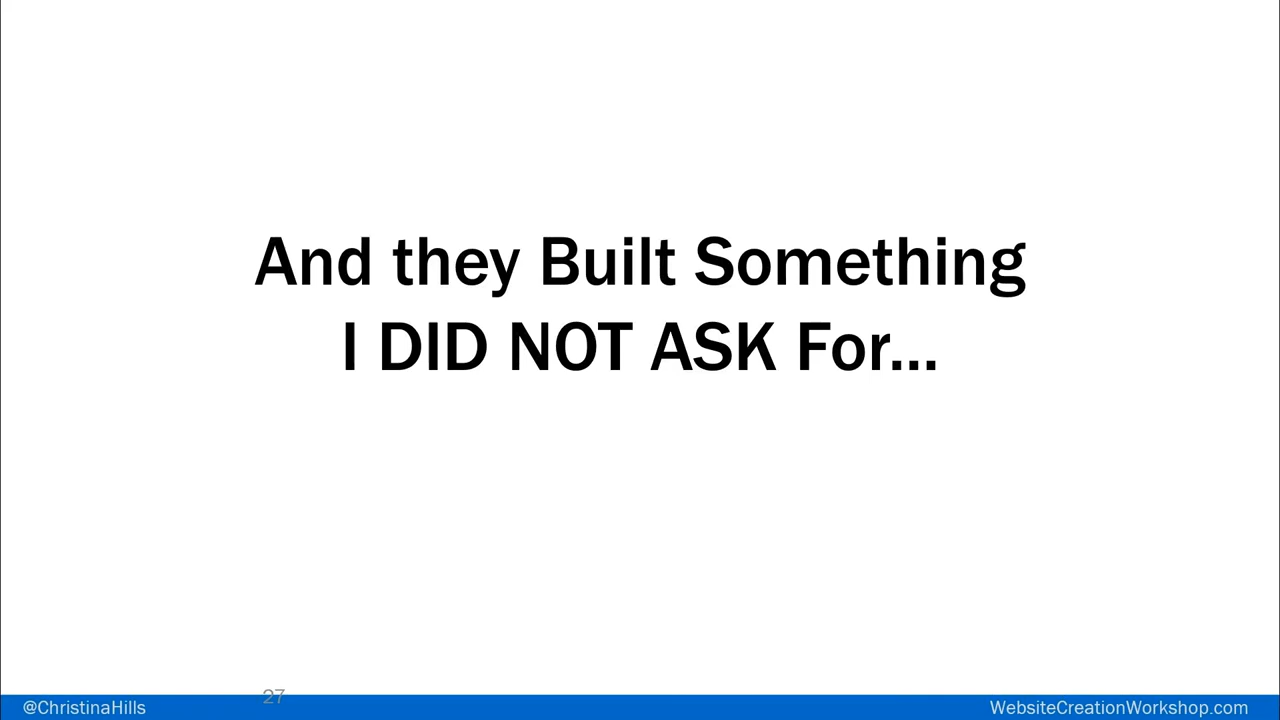 And they Built Something
I DID NOT ASK For...
27
@ChristinaHills
WebsiteCreationWorkshop.com